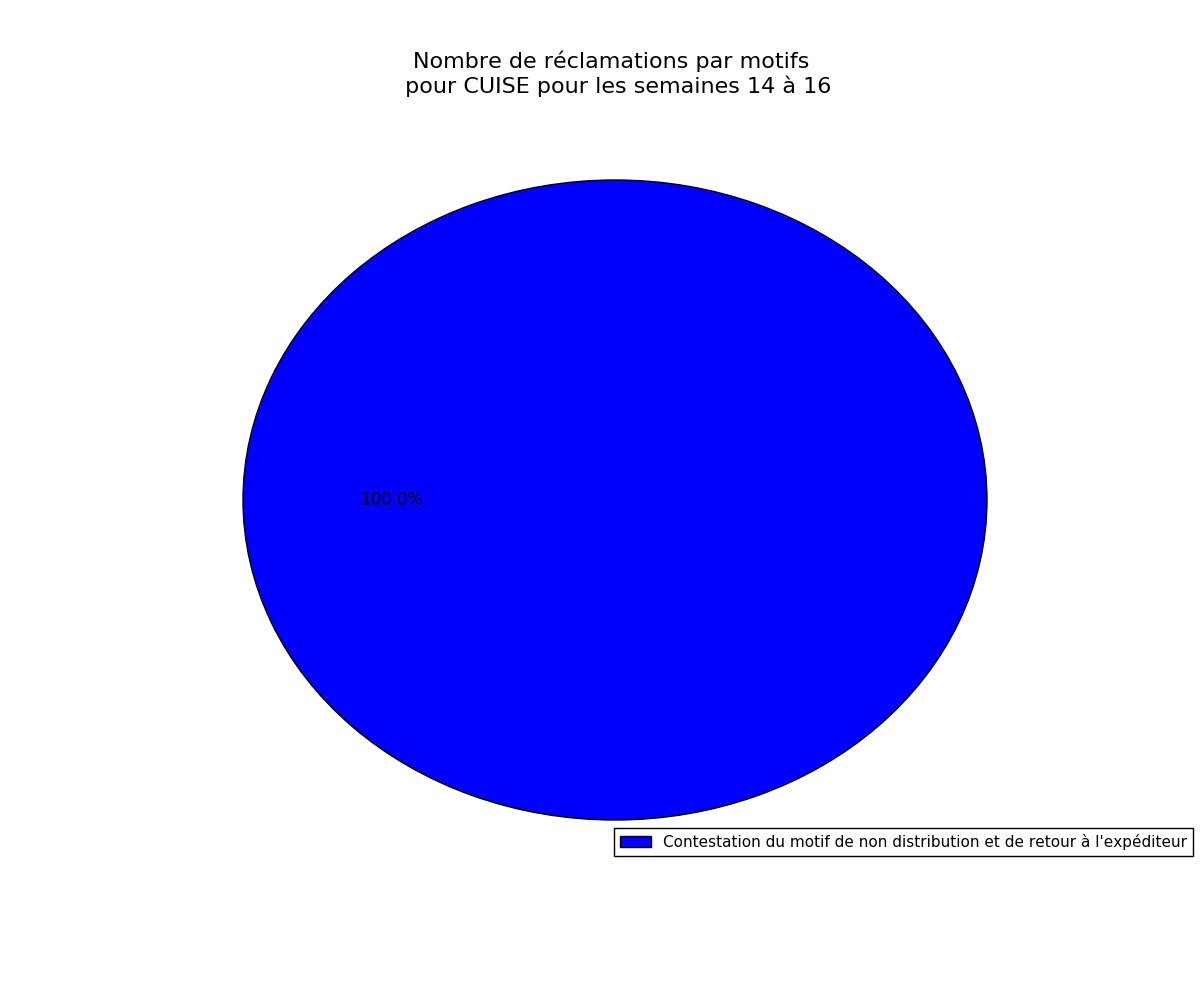 Nombre de réclamations par motifs
pour CUISE pour les semaines 14 à 16
100.0%
Contestation du motif de non distribution et de retour à l'expéditeur